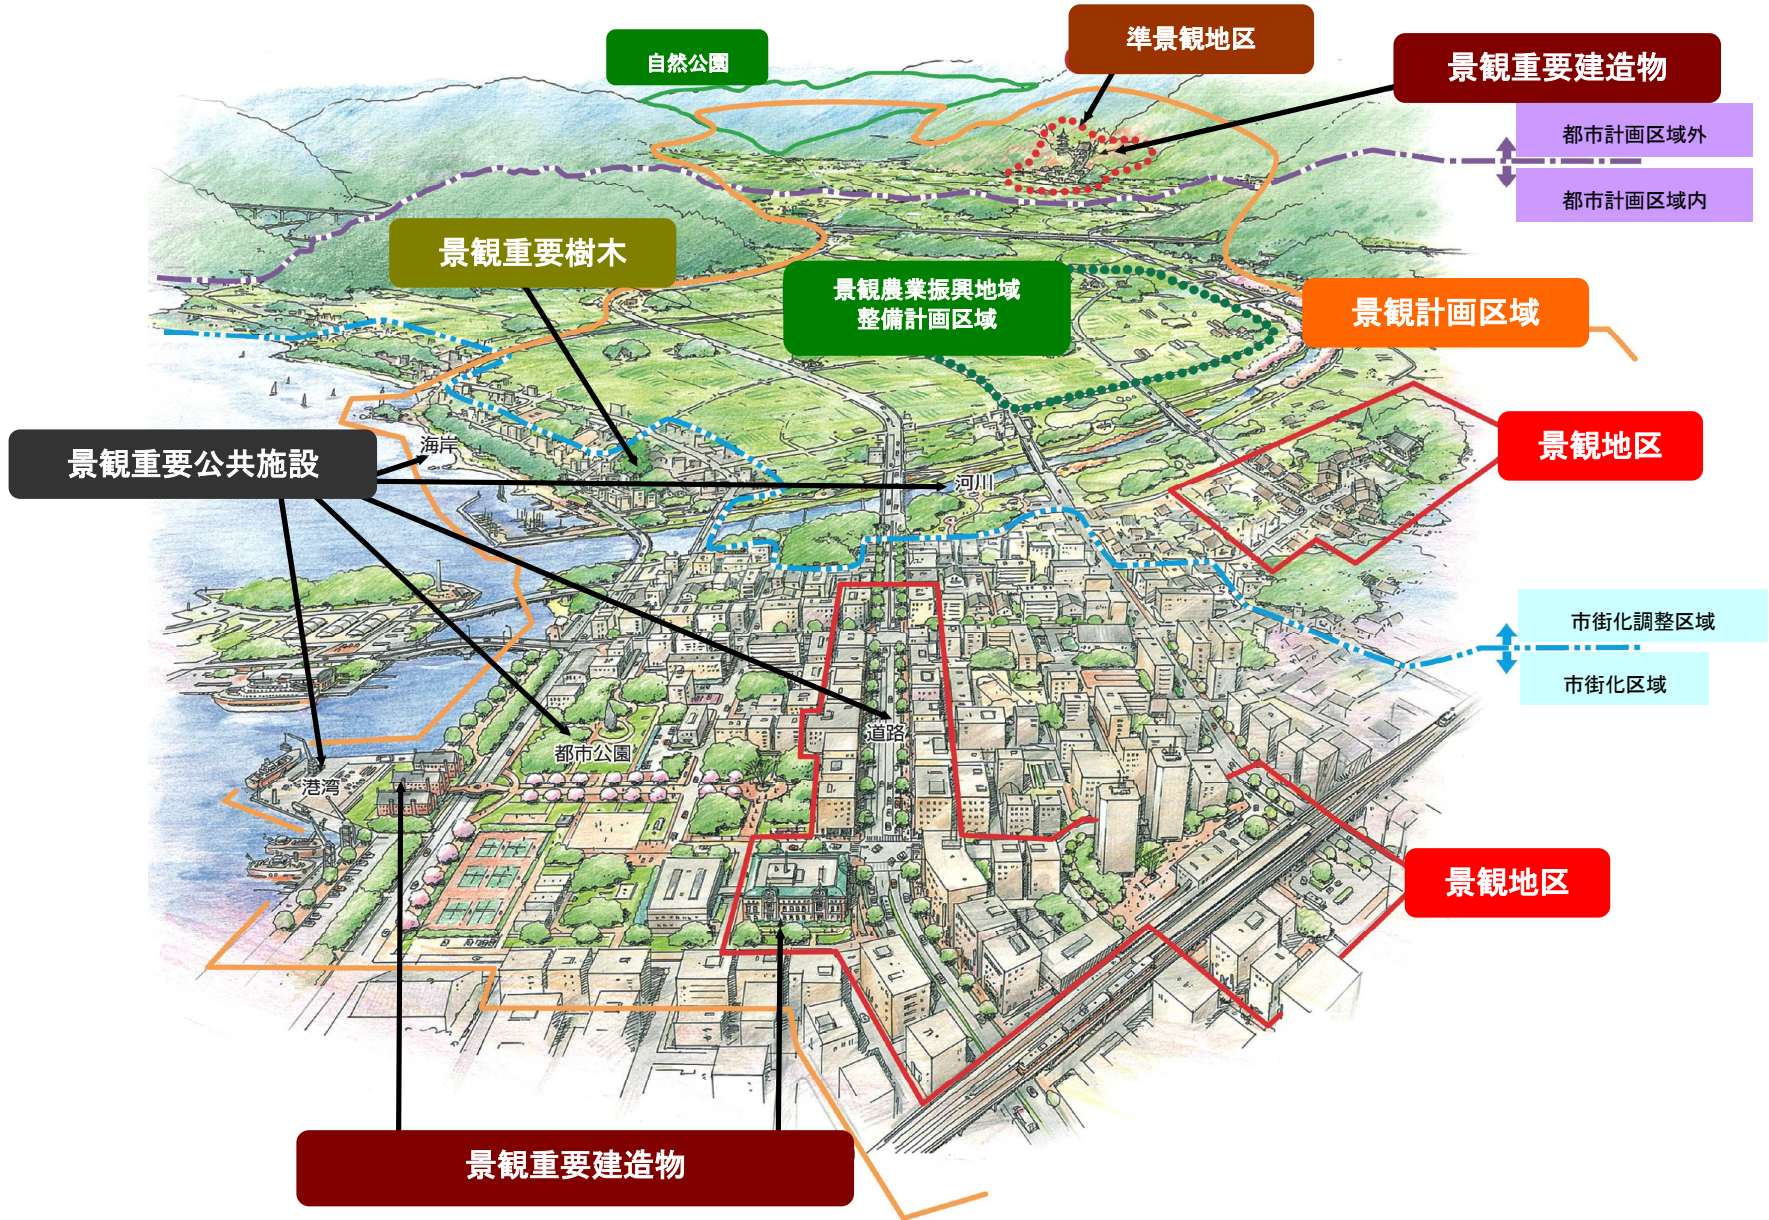 準景観地区
自然公園
景観重要建造物
都市計画区域外
都市計画区域内
景観重要樹木
景観農業振興地域
整備計画区域
景観計画区域
景観地区
海岸
景観重要公共施設
河川
市街化調整区域
市街化区域
道路
都市公園
港湾
景観地区
景観重要建造物